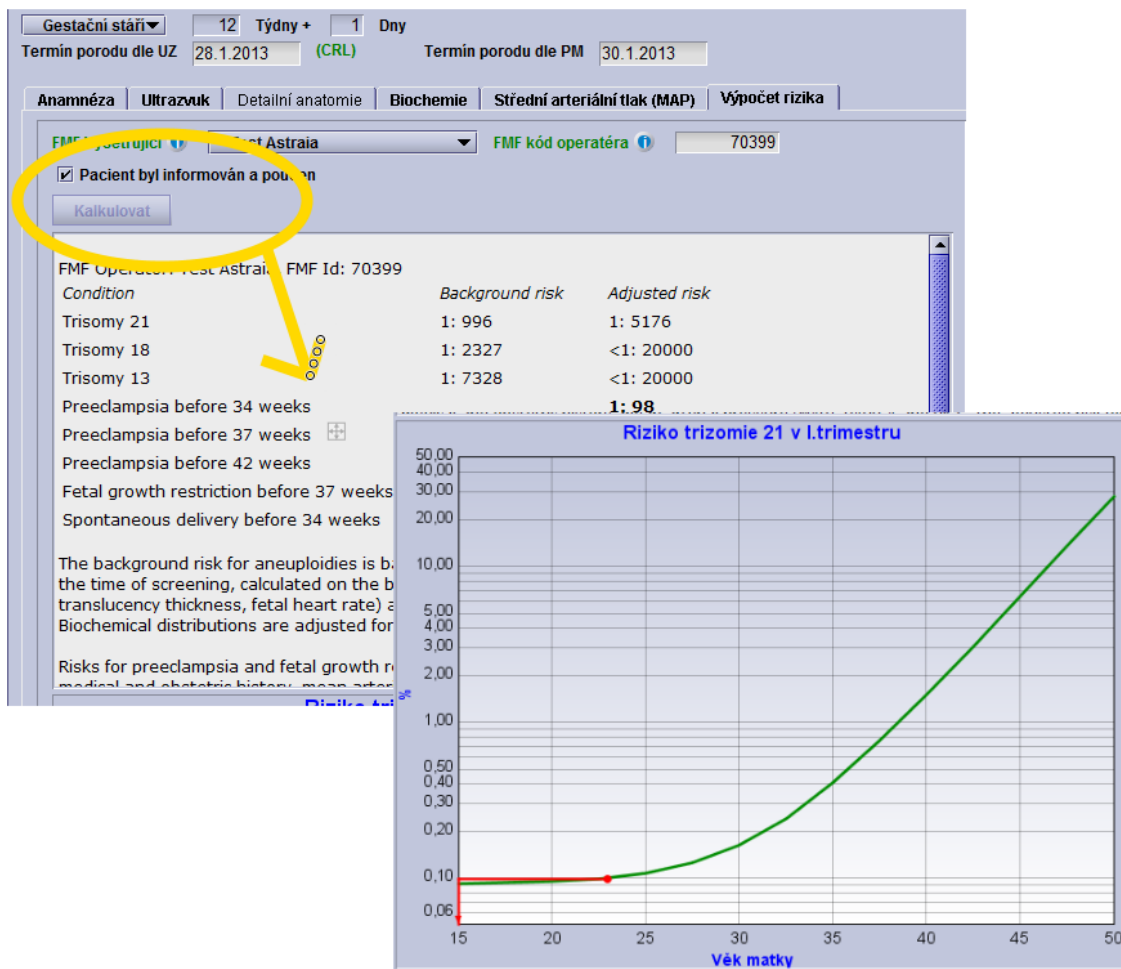 Gestační stáří 12 Týdny + 1 Dny
Termín porodu dle UZ 28.1.2013 (CRL) Termín porodu dle PM 30.1.2013
Anamnéza Ultrazvuk Detailní anatomie Biochemie Střední arteriální tlak (MAP) Výpočet rizika
Astraia FMF kód operatéra 70399
Pacient byl informován a poučen
Kalkulovat
FMF Operator: Test Astraia, FMF Id: 70399
Condition Background risk Adjusted risk
Trisomy 21 1: 996 1: 5176
Trisomy 18 1: 2327 <1: 20000
Trisomy 13 1: 7328 <1: 20000
Preeclampsia before 34 weeks 1: 98
Preeclampsia before 37 weeks
Preeclampsia before 42 weeks
Fetal growth restriction before 37 weeks
Spontaneous delivery before 34 weeks
The background risk for aneuploidies is
the time of screening, calculated on the
translucency thickness, fetal heart rate)
Biochemical distributions are adjusted for
Risks for preeclampsia and fetal growth
medical and obstetric history, mean
Riziko
Riziko trizomie 21 v I.trimestru
50,00
40,00
30,00
20,00
10,00
5,00
4,00
3,00
2,00
%
1,00
0,50
0,40
0,30
0,20
0,10
0,06
15 20 25 30 35 40 45 50
Věk matky